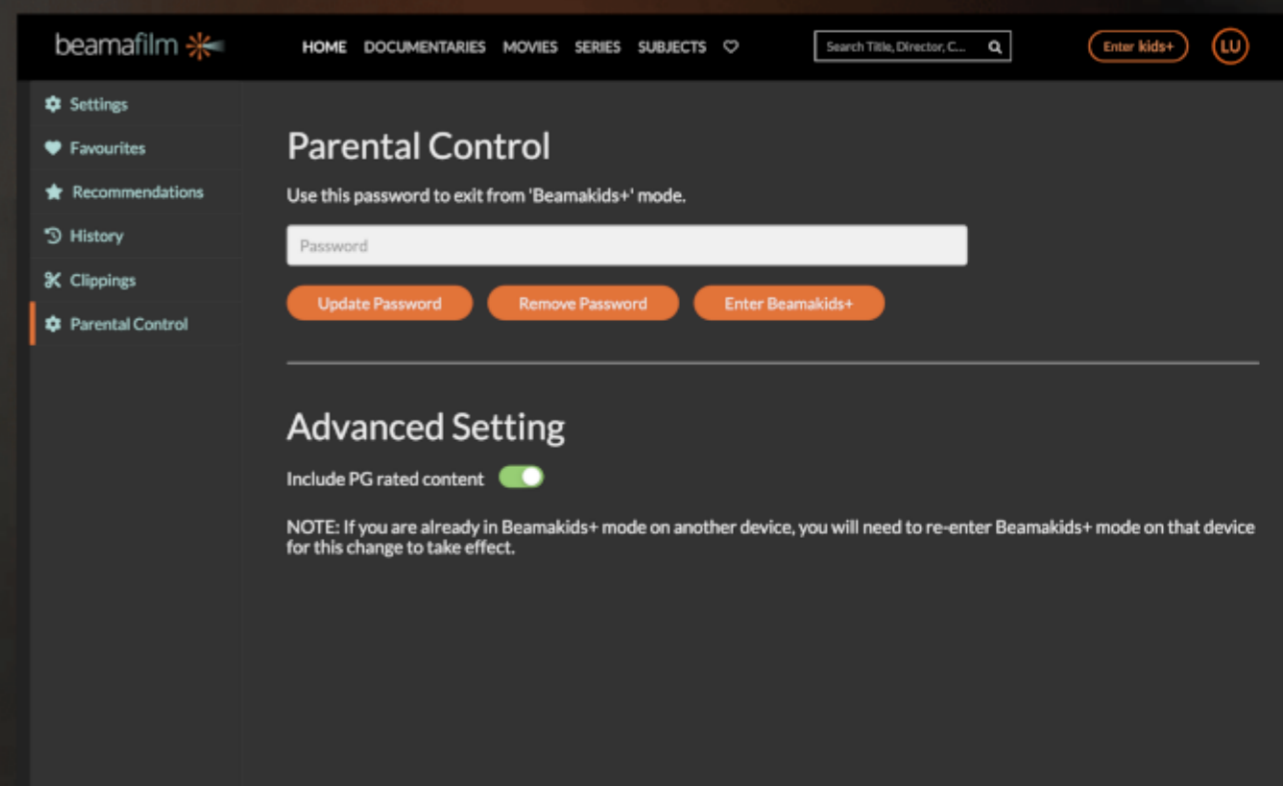 beamafilm
HOME DOCUMENTARIES MOVIES SERIES SUBJECTS
Search Title, Director, C...
Enter kids+
LU
Settings
Favourites
Recommendations
History
Clippings
Parental Control
Parental Control
Use this password to exit from 'Beamakids+' mode.
Password
Update Password Remove Password Enter Beamakids+
Advanced Setting
Include PG rated content
NOTE: If you are already in Beamakids+ mode on another device, you will need to re-enter Beamakids+ mode on that device
for this change to take effect.